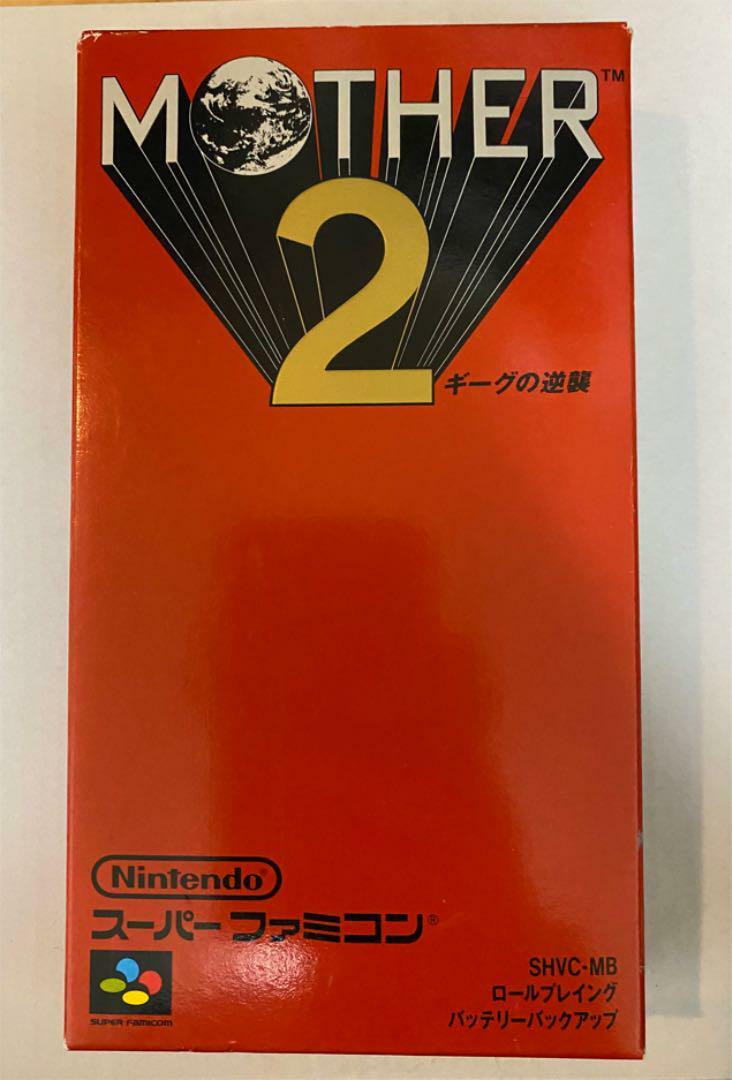 MOTHER™
2
ギーグの逆襲
Nintendo®
スーパーファミコン®
SUPER FAMICOM
SHVC-MB
ロールプレイング
バッテリーバックアップ